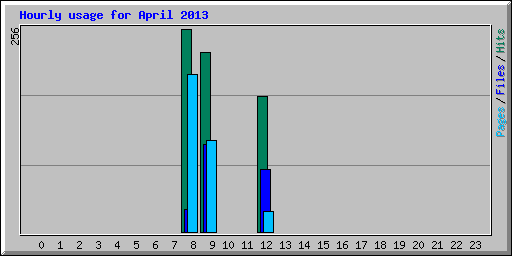 Hourly usage for April 2013
256
Pages/Files/Hits
0 1 2 3 4 5 6 7 8 9 10 11 12 13 14 15 16 17 18 19 20 21 22 23